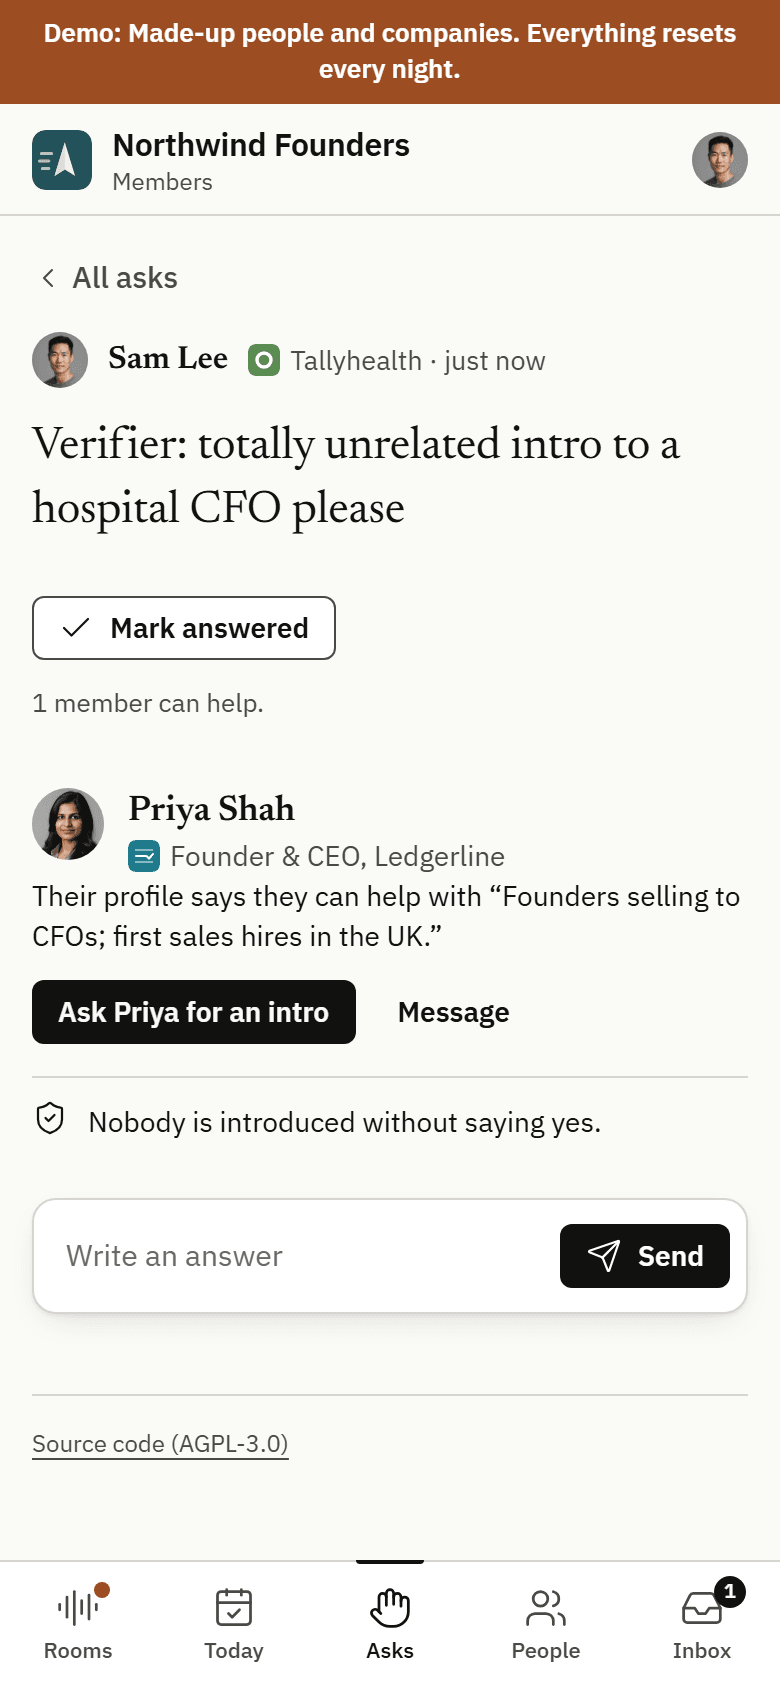 Demo: Made-up people and companies. Everything resets
every night.
Northwind Founders
Members
All asks
Sam Lee Tallyhealth · just now
Verifier: totally unrelated intro to a
hospital CFO please
Mark answered
1 member can help.
Priya Shah
Founder & CEO, Ledgerline
Their profile says they can help with “Founders selling to
CFOs; first sales hires in the UK.”
Ask Priya for an intro Message
Nobody is introduced without saying yes.
Write an answer Send
Source code (AGPL-3.0)
1
Rooms Today Asks People Inbox